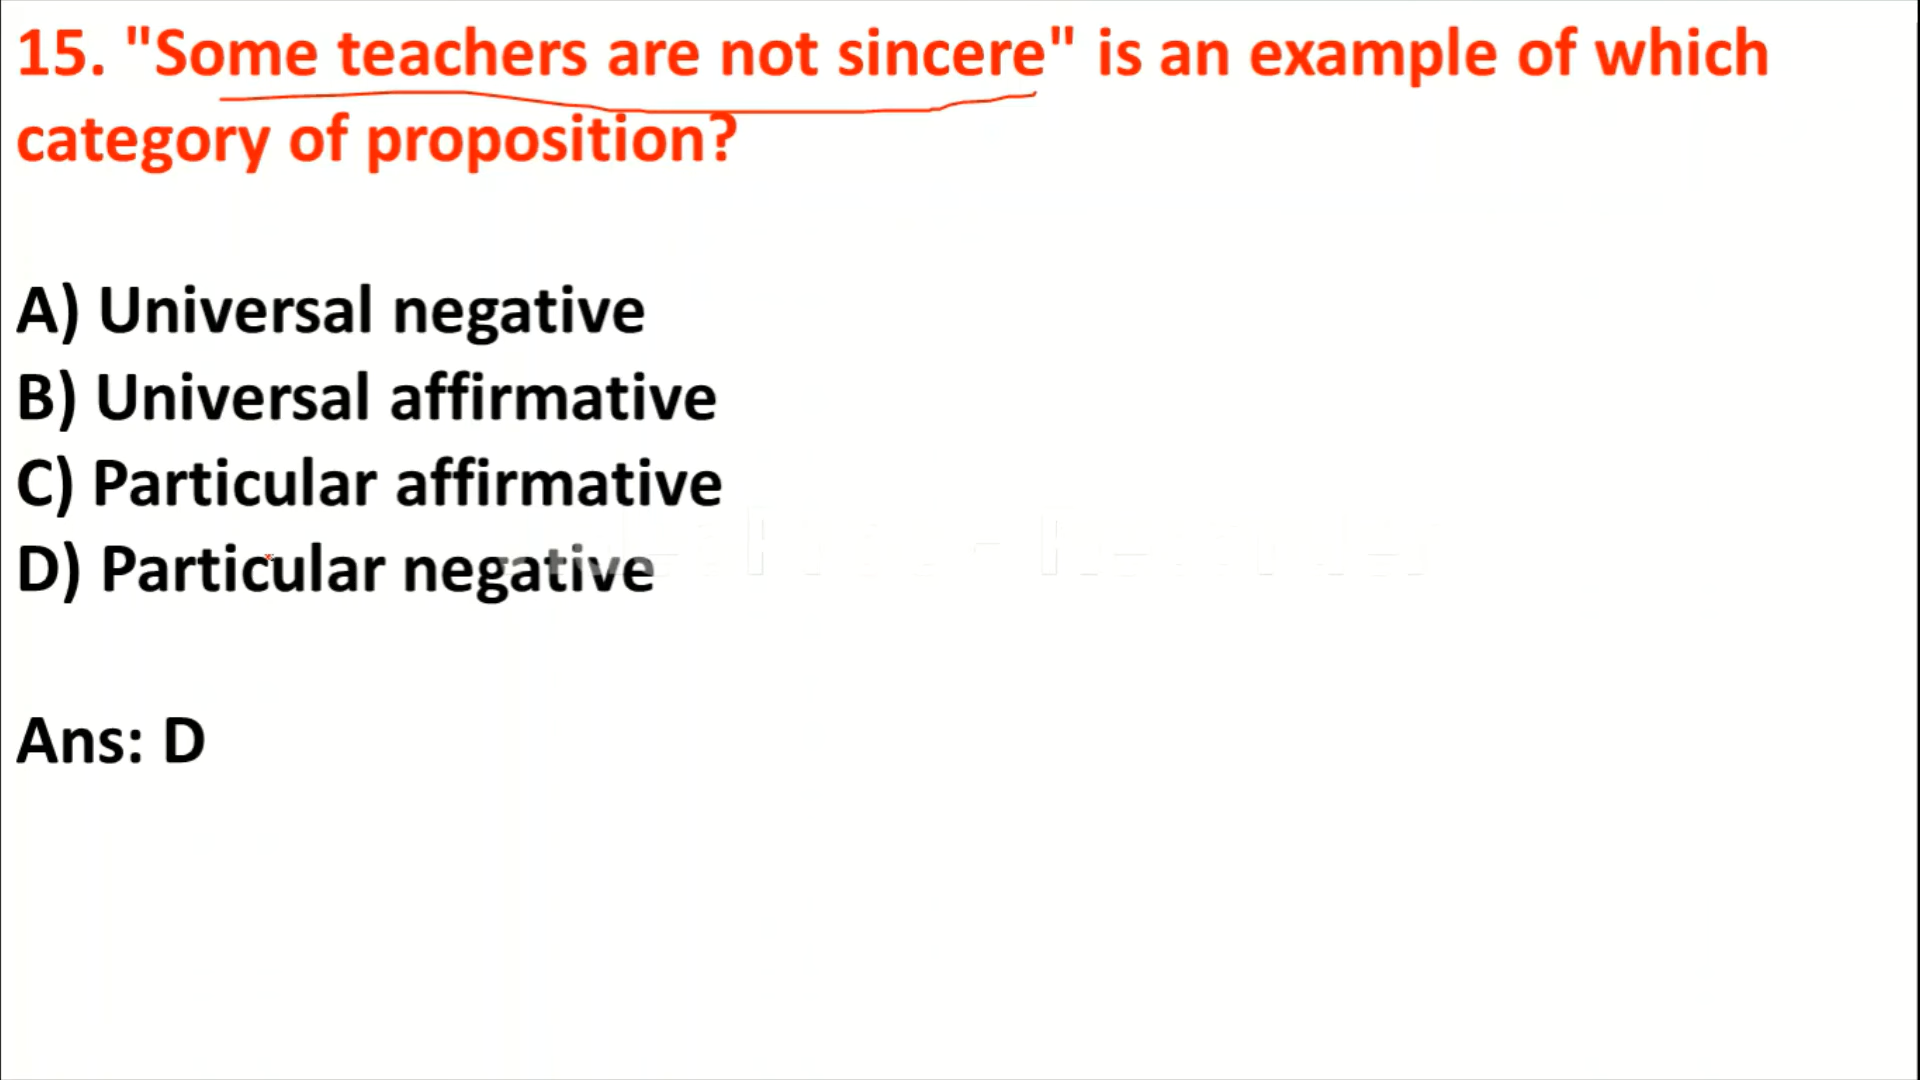 15. "Some teachers are not sincere" is an example of which
category of proposition?
A) Universal negative
B) Universal affirmative
C) Particular affirmative
D) Particular negative
Ans: D